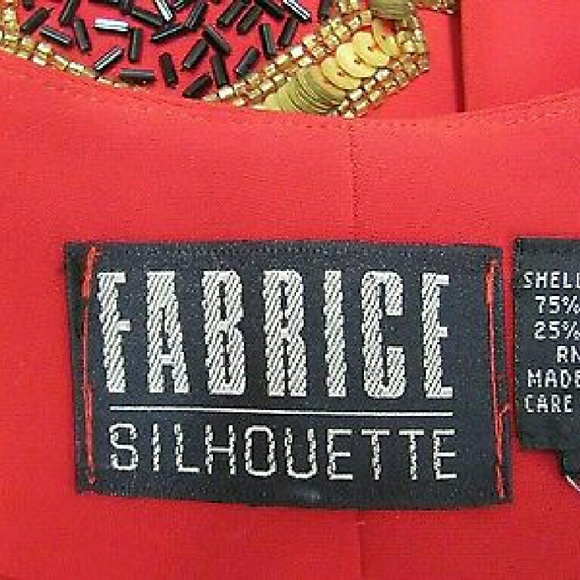 FABRICE
SILHOUETTE
SHELL
75%
25%
RN
MADE
CARE